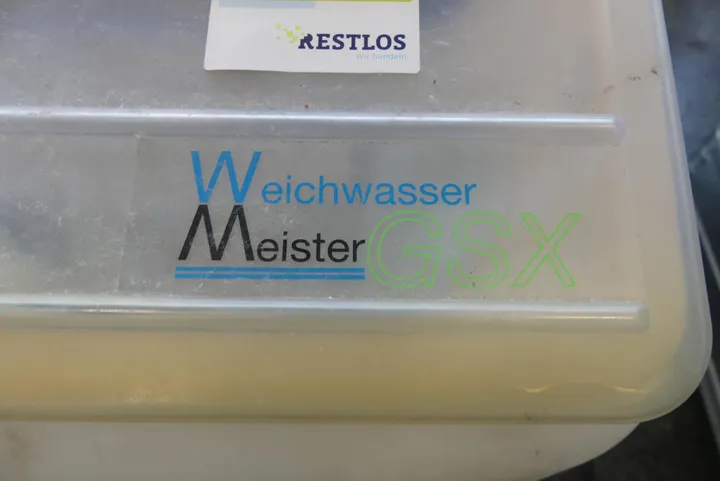 RESTLOS
wir handeln
Weichwasser
Meister GSX